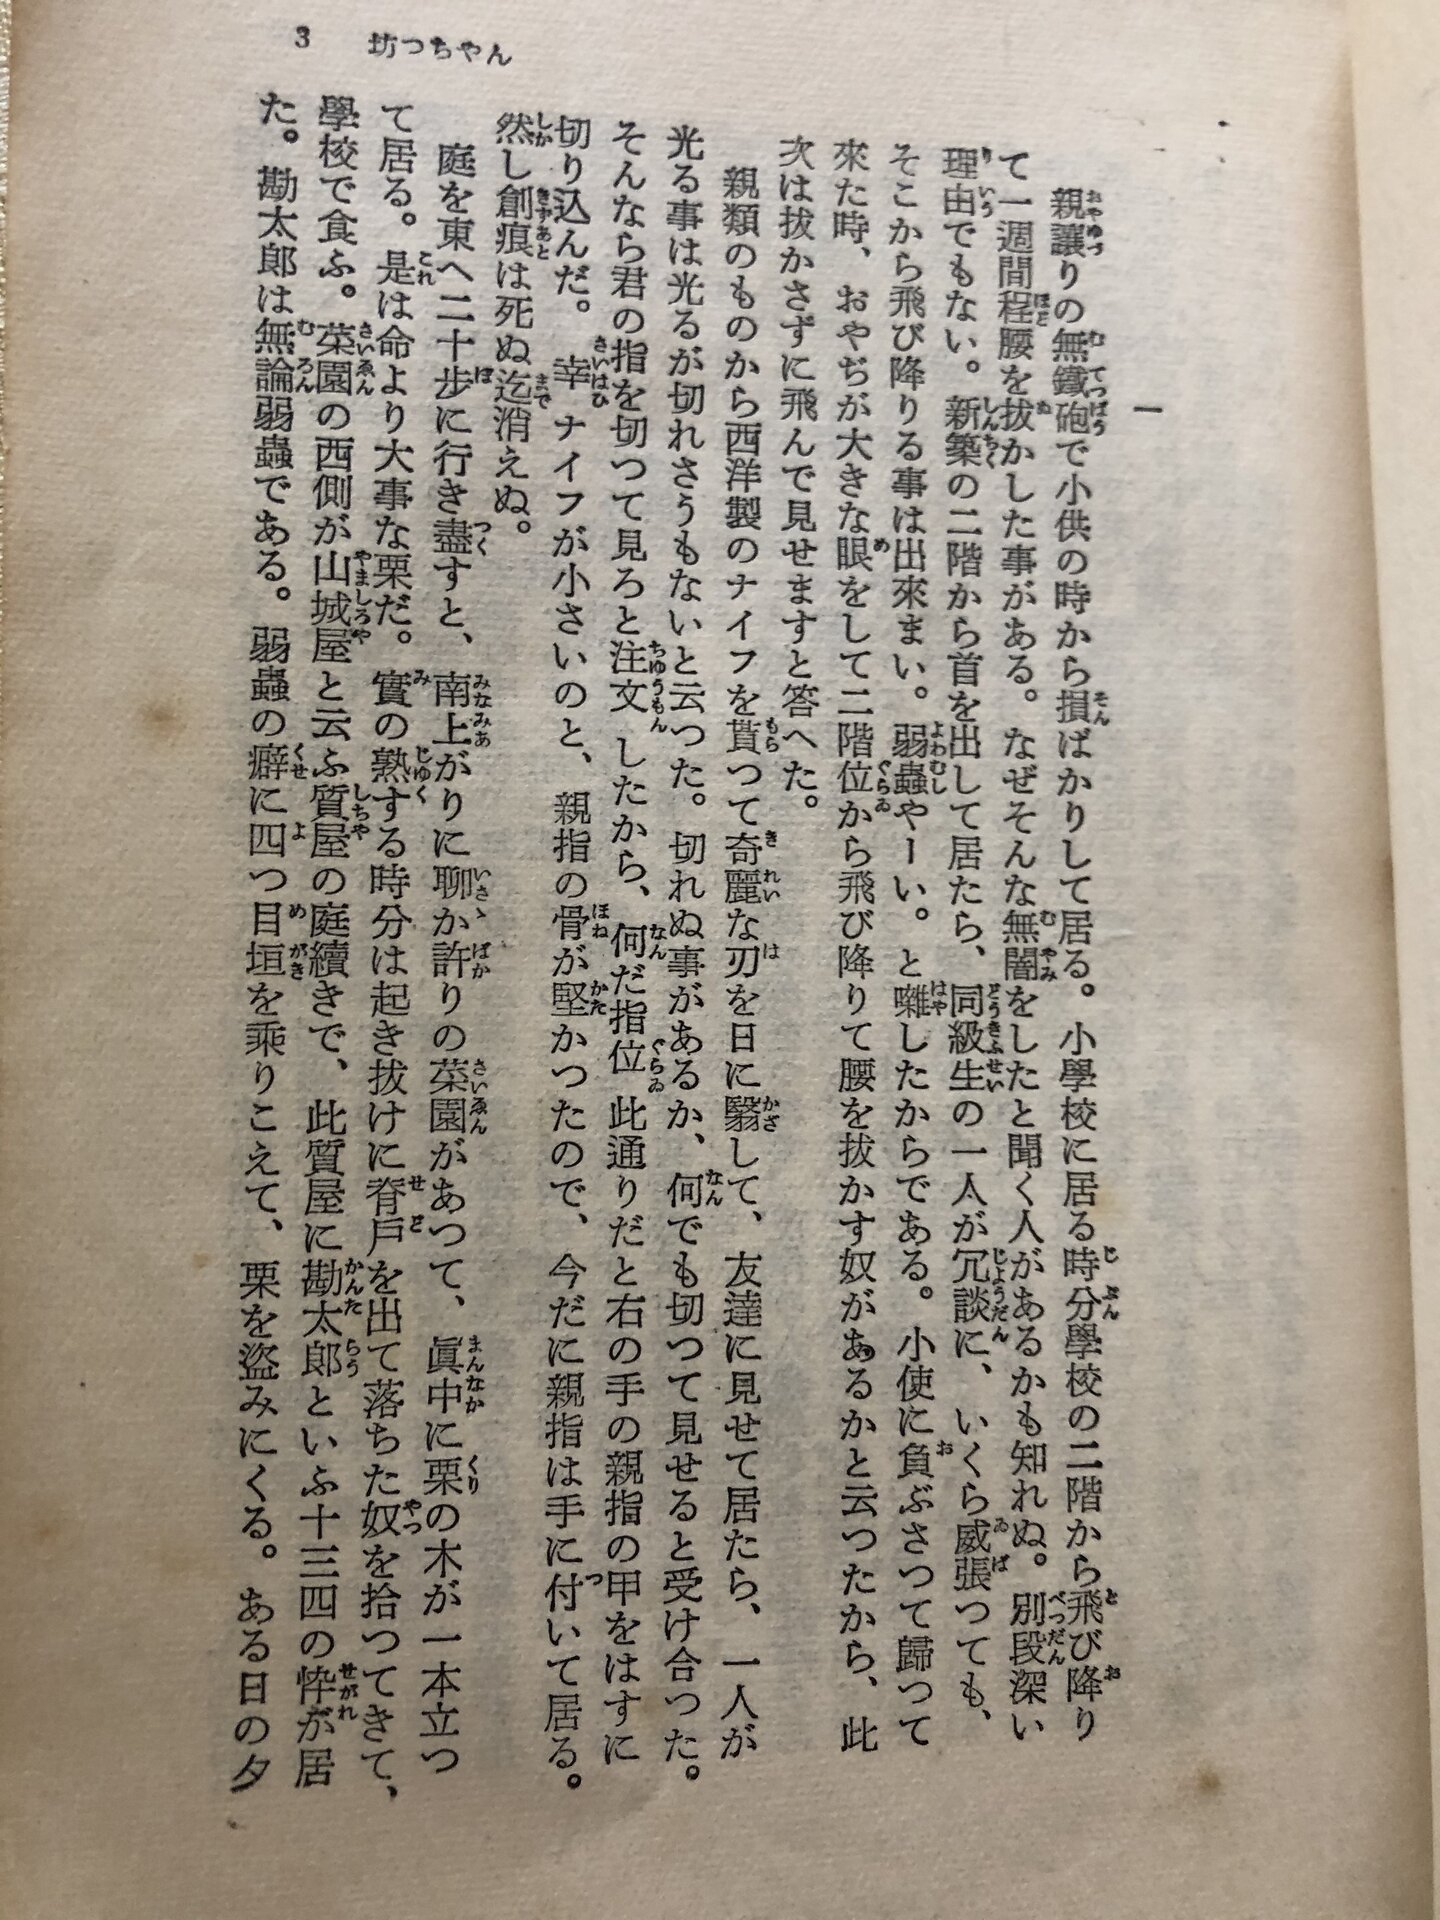 3 坊つちやん
一
親讓りの無鐵砲で小供の時から損ばかりして居る。小學校に居る時分學校の二階から飛び降り
て一週間程腰を拔かした事がある。なぜそんな無闇をしたと聞く人があるかも知れぬ。別段深い
理由でもない。新築の二階から首を出して居たら、同級生の一人が冗談に、いくら威張つても、
そこから飛び降りる事は出來まい。弱蟲やーい。と囃したからである。小使に負ぶさつて歸つて
來た時、おやぢが大きな眼をして二階位から飛び降りて腰を拔かす奴があるかと云つたから、此
次は拔かさずに飛んで見せますと答へた。
親類のものから西洋製のナイフを貰つて奇麗な刃を日に翳して、友達に見せて居たら、一人が
光る事は光るが切れさうもないと云つた。切れぬ事があるか、何でも切つて見せると受け合つた。
そんなら君の指を切つて見ろと注文したから、何だ指位此通りだと右の手の親指の甲をはすに
切り込んだ。幸ナイフが小さいのと、親指の骨が堅かつたので、今だに親指は手に付いて居る。
然し創痕は死ぬ迄消えぬ。
庭を東へ二十步に行き盡すと、南上がりに聊か許りの菜園があつて、眞中に栗の木が一本立つ
て居る。是は命より大事な栗だ。實の熟する時分は起き拔けに脊戶を出て落ちた奴を拾つてきて、
學校で食ふ。菜園の西側が山城屋と云ふ質屋の庭續きで、此質屋に勘太郎といふ十三四の悴が居
た。勘太郎は無論弱蟲である。弱蟲の癖に四つ目垣を乘りこえて、栗を盜みにくる。ある日の夕